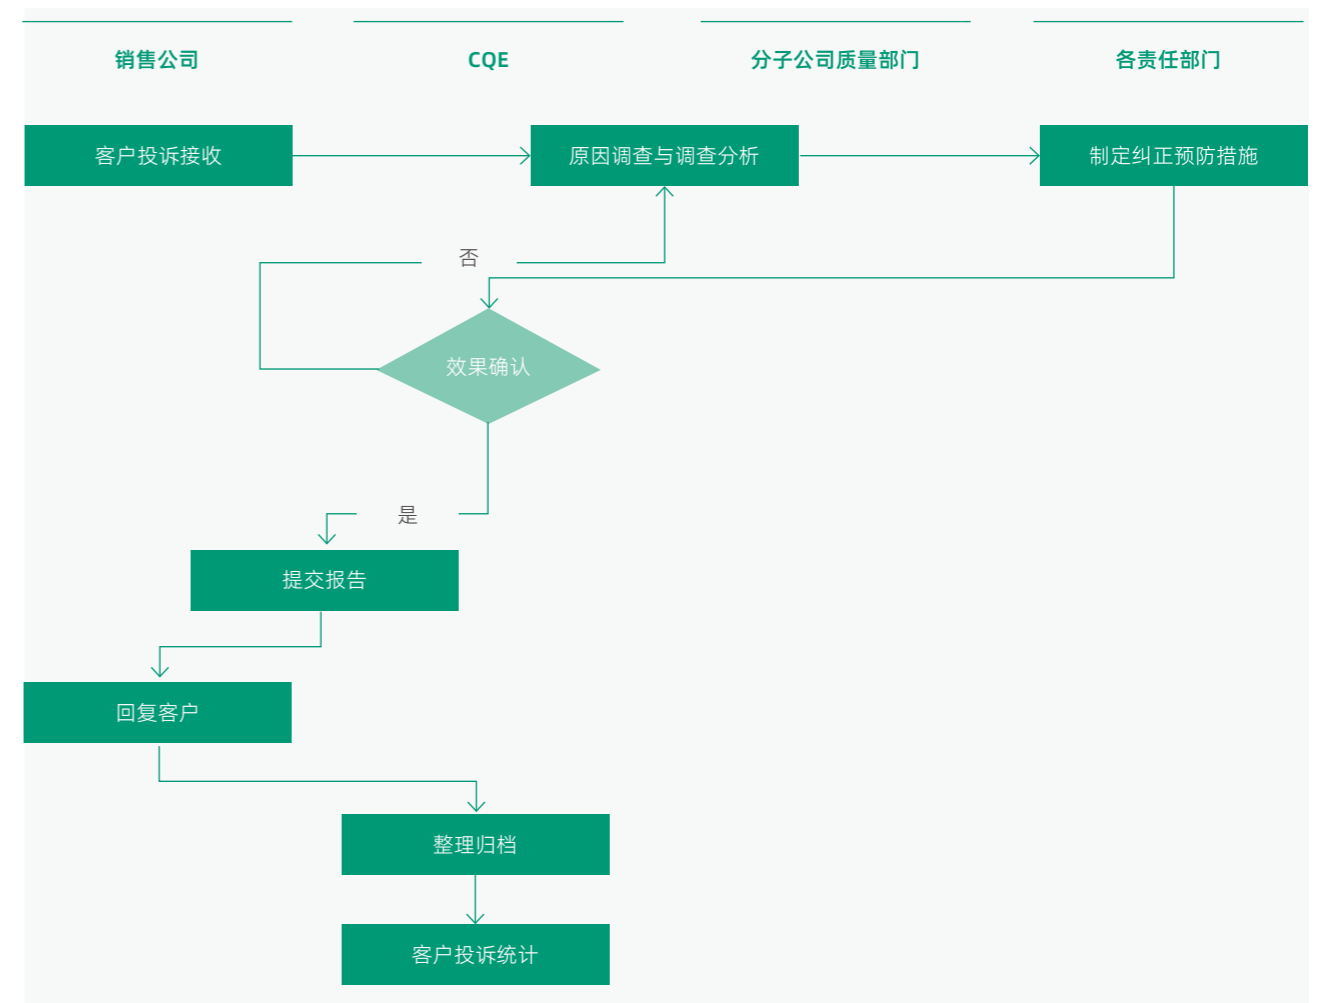 销售公司
CQE
分子公司质量部门
各责任部门
客户投诉接收
原因调查与调查分析
制定纠正预防措施
否
效果确认
是
提交报告
回复客户
整理归档
客户投诉统计